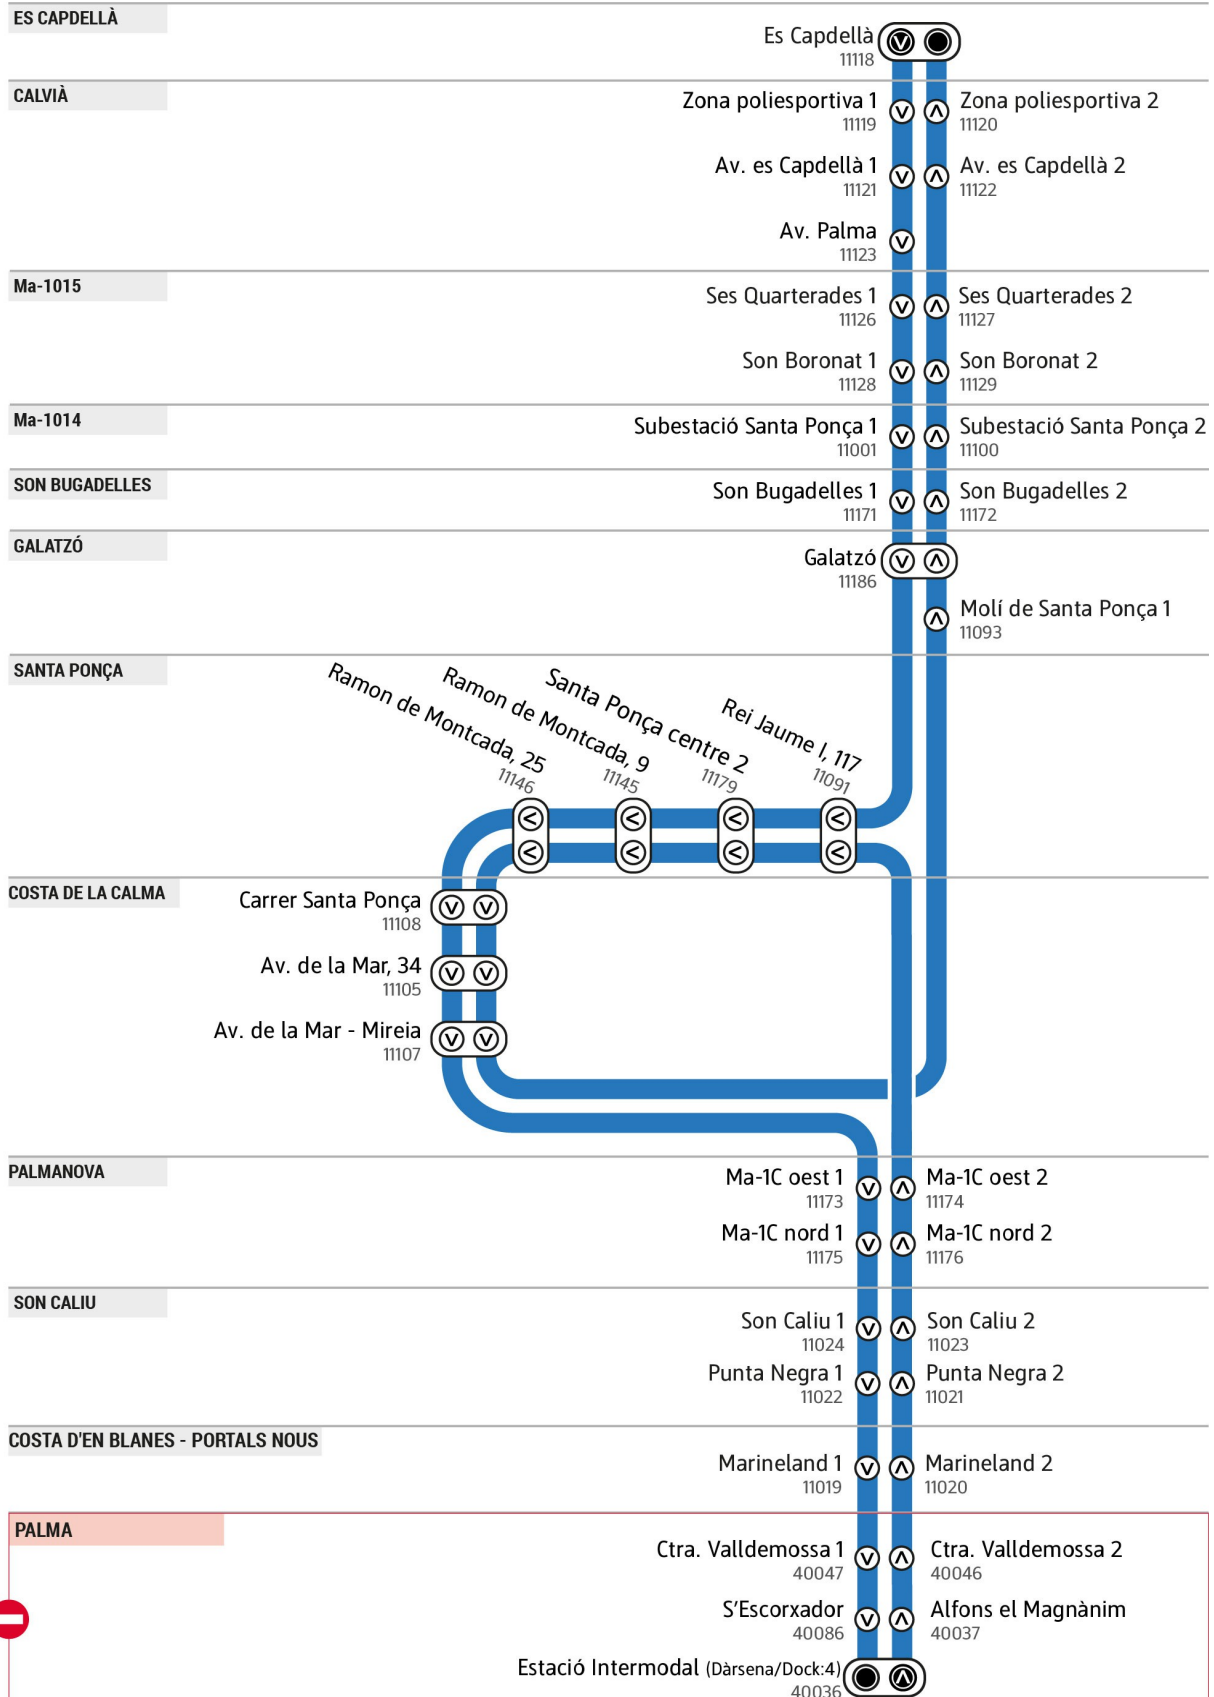 ES CAPDELLÀ
Es Capdellà
11118
CALVIÀ
Zona poliesportiva 1
11119
Zona poliesportiva 2
11120
Av. es Capdellà 1
11121
Av. es Capdellà 2
11122
Av. Palma
11123
Ma-1015
Ses Quarterades 1
11126
Ses Quarterades 2
11127
Son Boronat 1
11128
Son Boronat 2
11129
Ma-1014
Subestació Santa Ponça 1
11001
Subestació Santa Ponça 2
11100
SON BUGADELLES
Son Bugadelles 1
11171
Son Bugadelles 2
11172
GALATZÓ
Galatzó
11186
Molí de Santa Ponça 1
11093
SANTA PONÇA
Ramon de Montcada, 25
11146
Ramon de Montcada, 9
11145
Santa Ponça centre 2
11179
Rei Jaume I, 117
11091
COSTA DE LA CALMA
Carrer Santa Ponça
11108
Av. de la Mar, 34
11105
Av. de la Mar - Mireia
11107
PALMANOVA
Ma-1C oest 1
11173
Ma-1C oest 2
11174
Ma-1C nord 1
11175
Ma-1C nord 2
11176
SON CALIU
Son Caliu 1
11024
Son Caliu 2
11023
Punta Negra 1
11022
Punta Negra 2
11021
COSTA D'EN BLANES - PORTALS NOUS
Marineland 1
11019
Marineland 2
11020
PALMA
Ctra. Valldemossa 1
40047
Ctra. Valldemossa 2
40046
S'Escorxador
40086
Alfons el Magnànim
40037
Estació Intermodal (Dàrsena/Dock:4)
40036